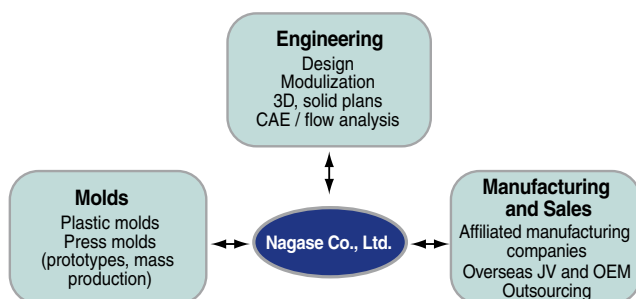 Engineering
Design
Modulization
3D, solid plans
CAE / flow analysis
Molds
Plastic molds
Press molds
(prototypes, mass
production)
Nagase Co., Ltd.
Manufacturing
and Sales
Affiliated manufacturing
companies
Overseas JV and OEM
Outsourcing